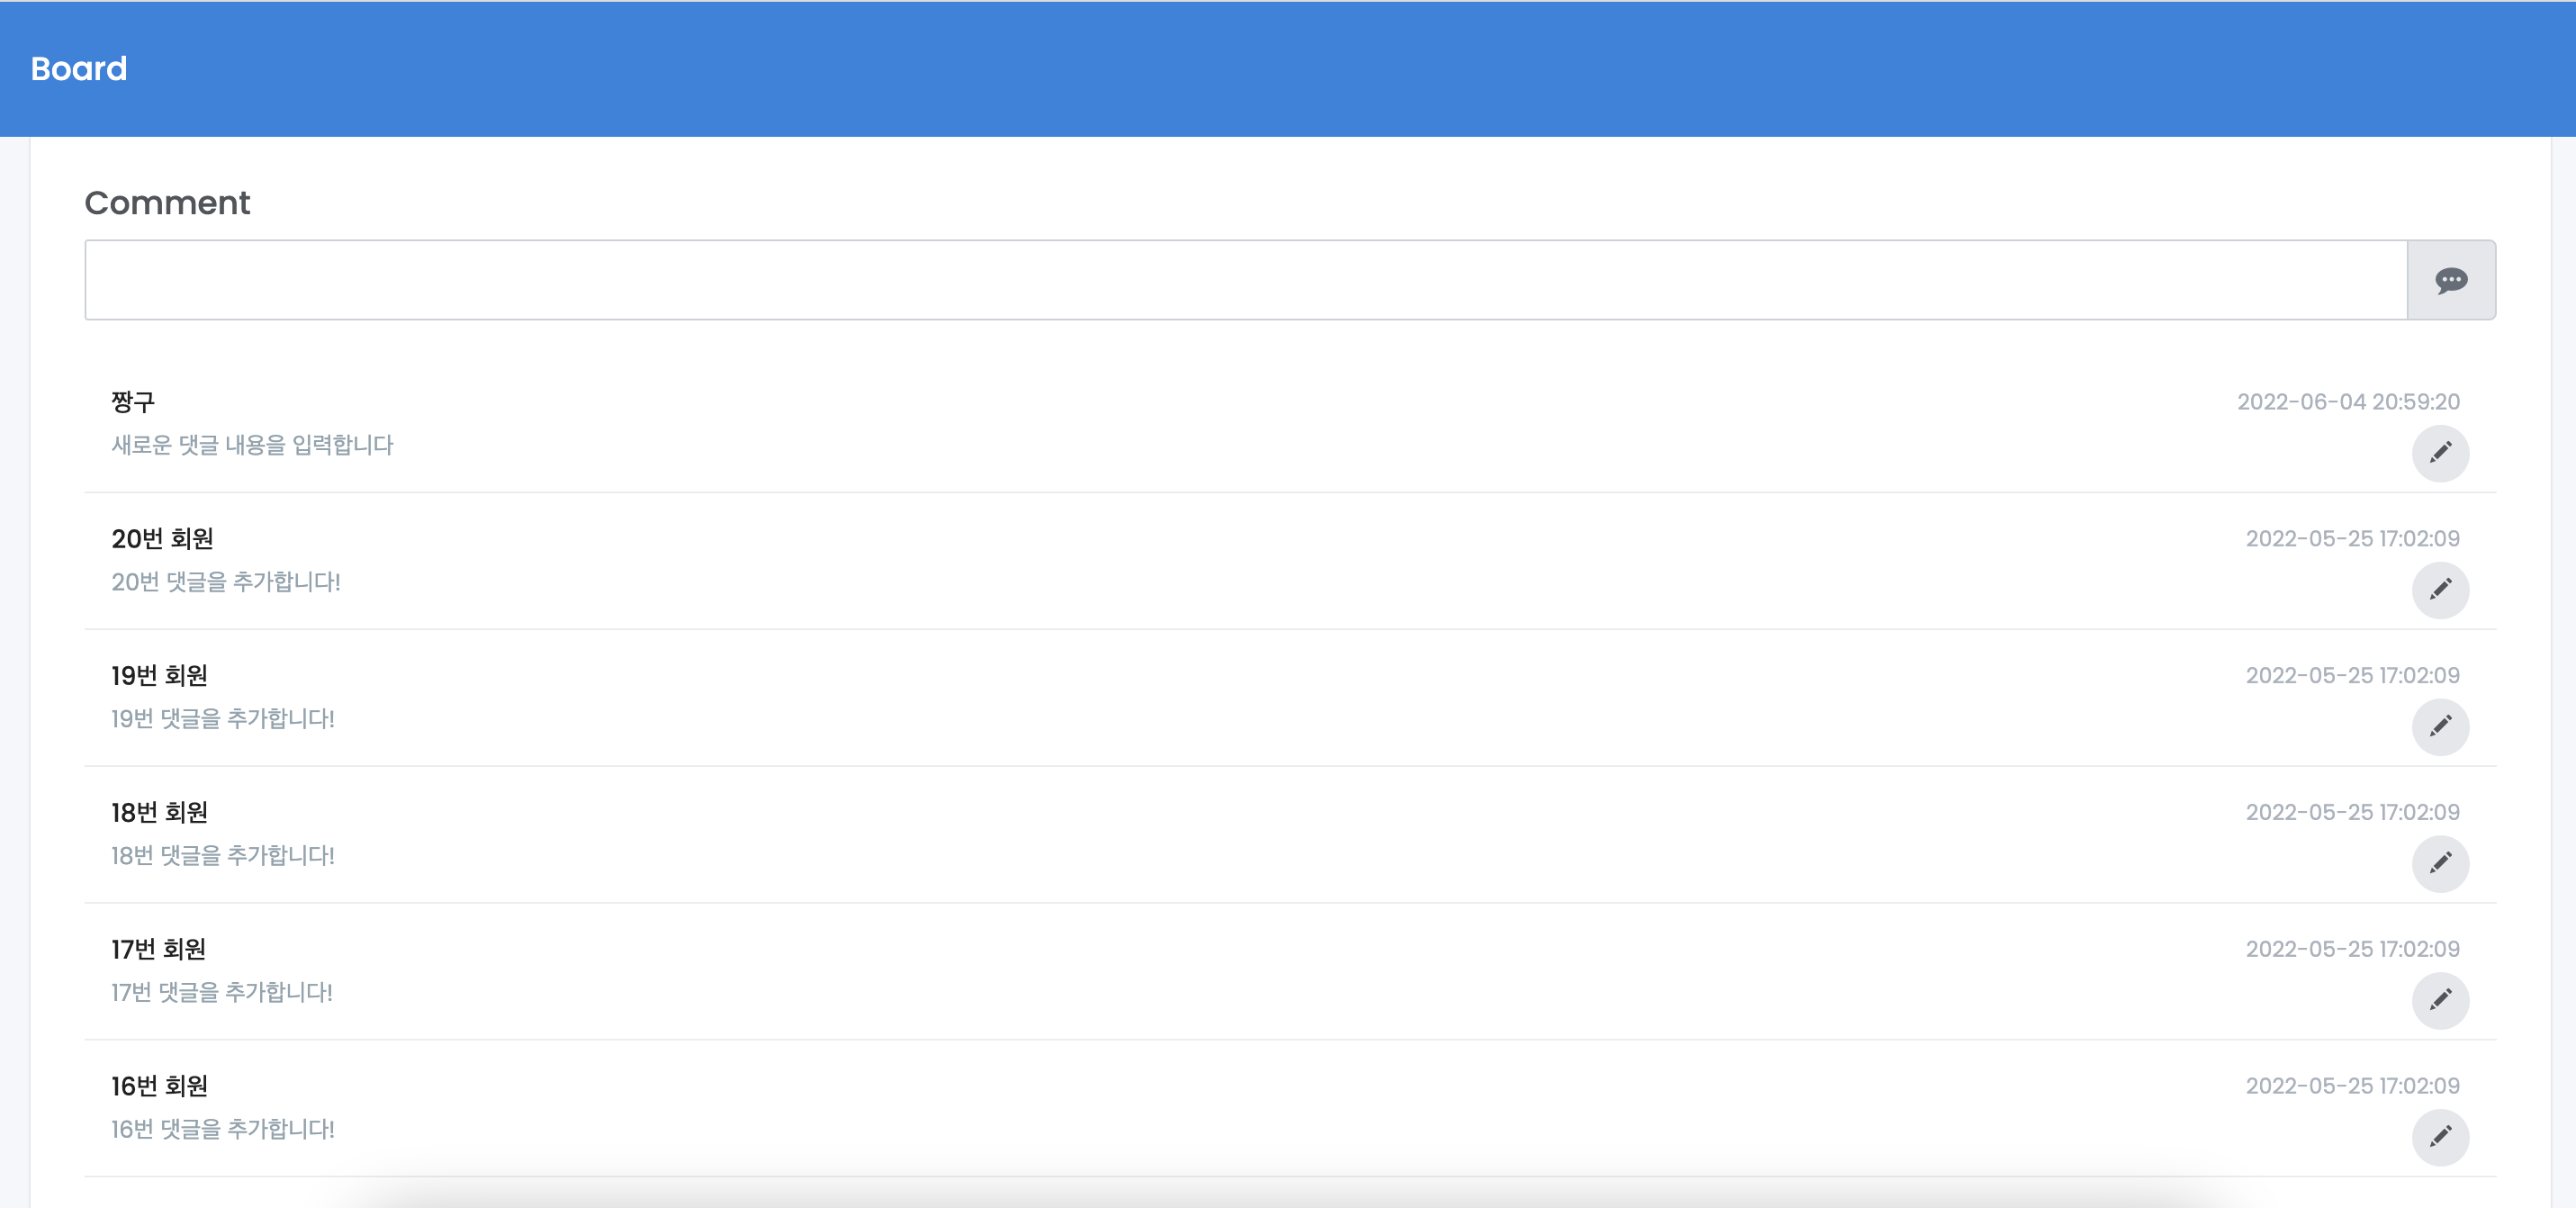 Board
Comment
짱구
2022-06-04 20:59:20
새로운 댓글 내용을 입력합니다
20번 회원
2022-05-25 17:02:09
20번 댓글을 추가합니다!
19번 회원
2022-05-25 17:02:09
19번 댓글을 추가합니다!
18번 회원
2022-05-25 17:02:09
18번 댓글을 추가합니다!
17번 회원
2022-05-25 17:02:09
17번 댓글을 추가합니다!
16번 회원
2022-05-25 17:02:09
16번 댓글을 추가합니다!